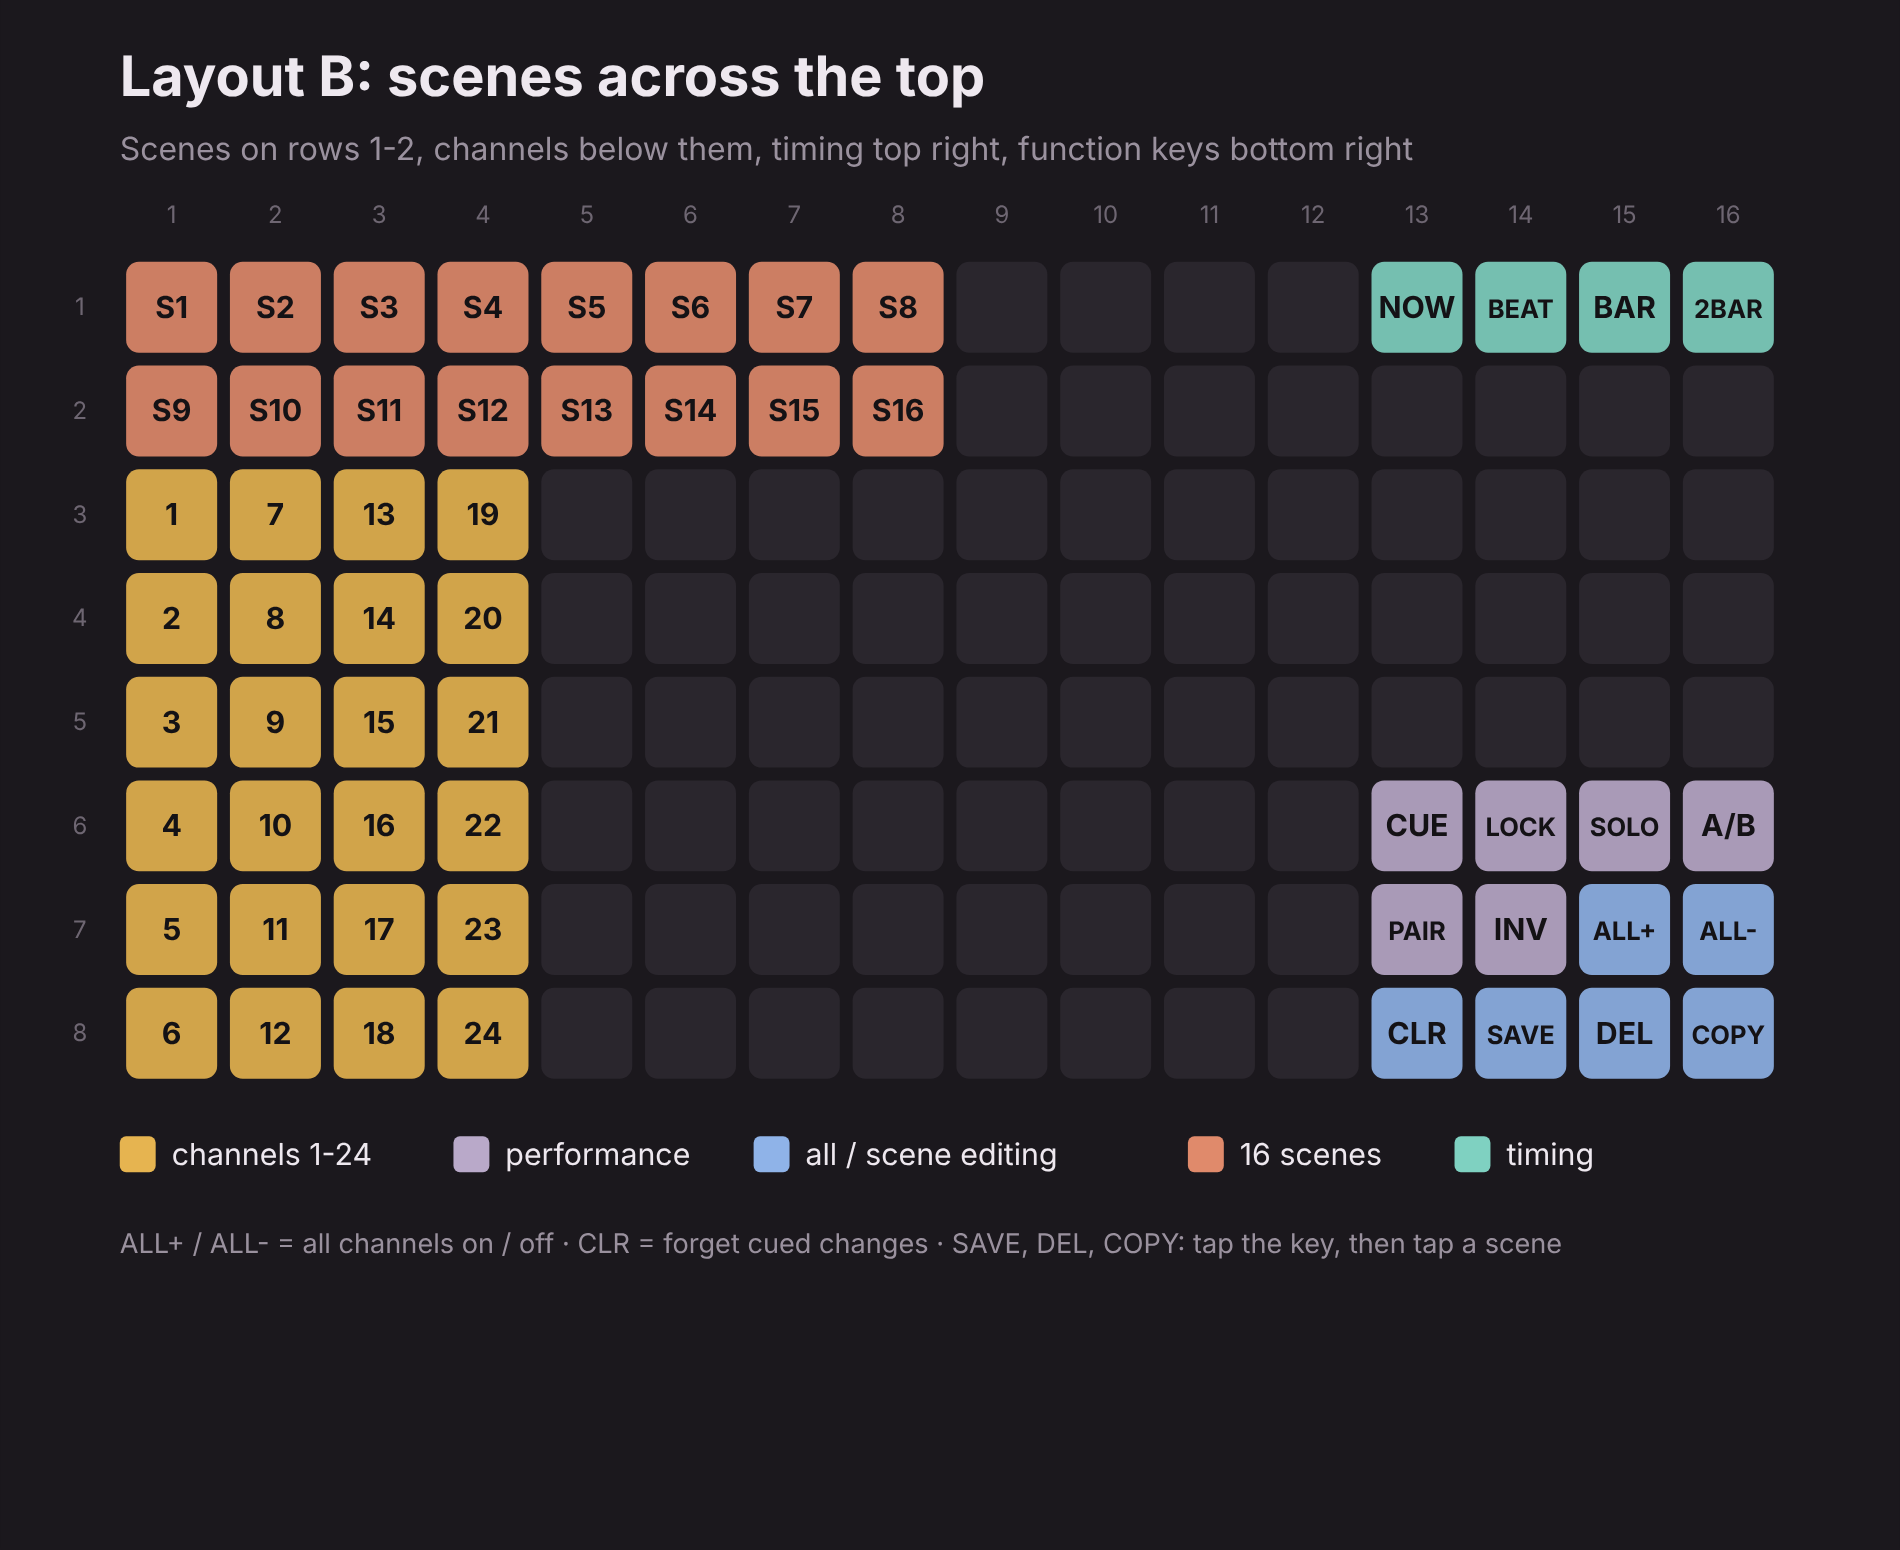 Layout B: scenes across the top
Scenes on rows 1-2, channels below them, timing top right, function keys bottom right
1 2 3 4 5 6 7 8 9 10 11 12 13 14 15 16
1 S1 S2 S3 S4 S5 S6 S7 S8 NOW BEAT BAR 2BAR
2 S9 S10 S11 S12 S13 S14 S15 S16
3 1 7 13 19
4 2 8 14 20
5 3 9 15 21
6 4 10 16 22 CUE LOCK SOLO A/B
7 5 11 17 23 PAIR INV ALL+ ALL-
8 6 12 18 24 CLR SAVE DEL COPY
channels 1-24 performance all / scene editing 16 scenes timing
ALL+ / ALL- = all channels on / off · CLR = forget cued changes · SAVE, DEL, COPY: tap the key, then tap a scene